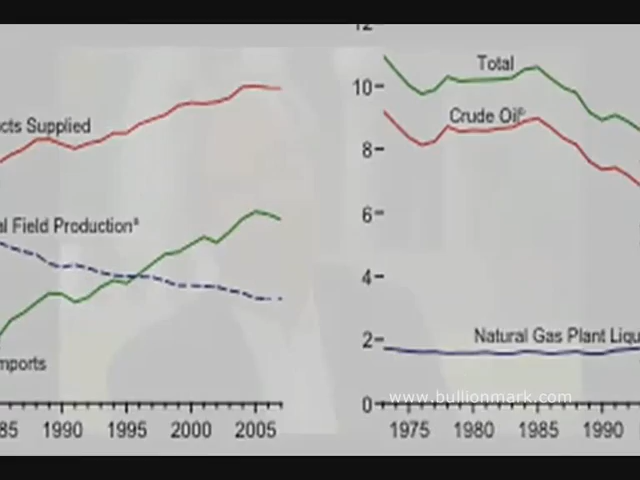 12
Total
10
Crude Oil
cts Supplied
8
al Field Production
6
4
mports
2
Natural Gas Plant Liqu
0
www.bullionmark.com
85 1990 1995 2000 2005
1975 1980 1985 1990